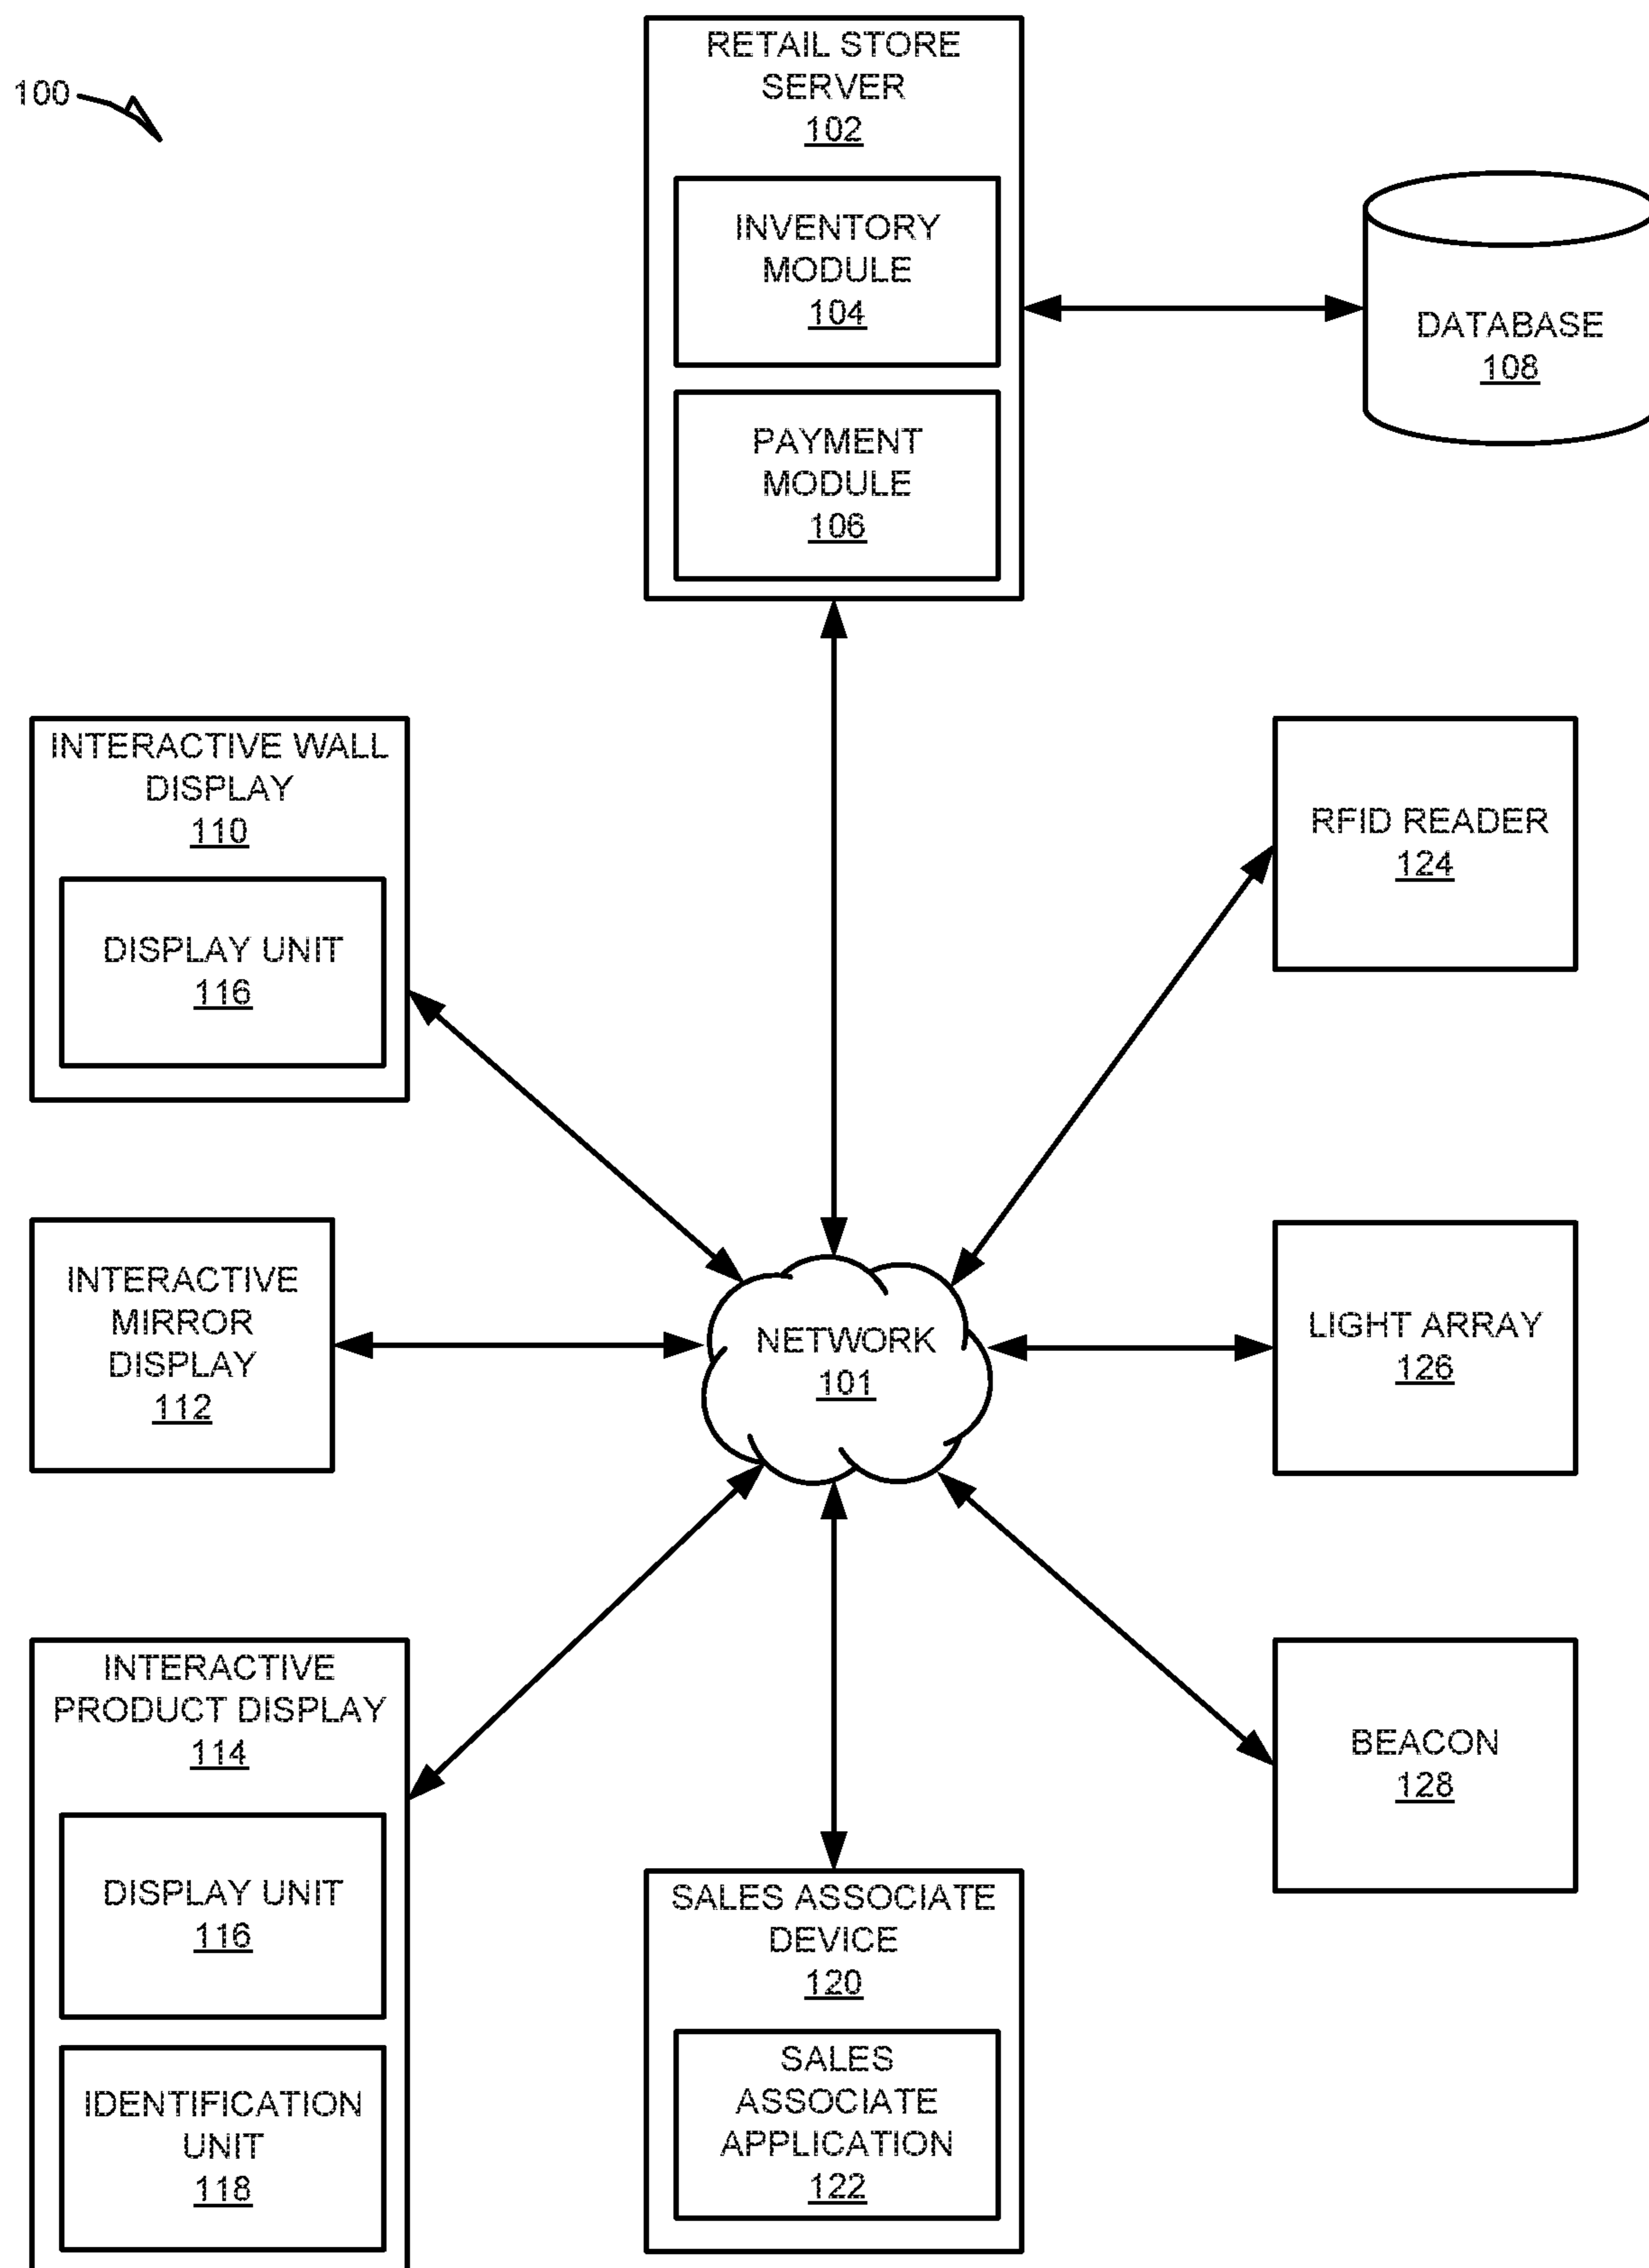 100
RETAIL STORE
SERVER
102
INVENTORY
MODULE
104
PAYMENT
MODULE
106
DATABASE
108
INTERACTIVE WALL
DISPLAY
110
DISPLAY UNIT
116
RFID READER
124
INTERACTIVE
MIRROR
DISPLAY
112
NETWORK
101
LIGHT ARRAY
126
INTERACTIVE
PRODUCT DISPLAY
114
DISPLAY UNIT
116
IDENTIFICATION
UNIT
118
SALES ASSOCIATE
DEVICE
120
SALES
ASSOCIATE
APPLICATION
122
BEACON
128